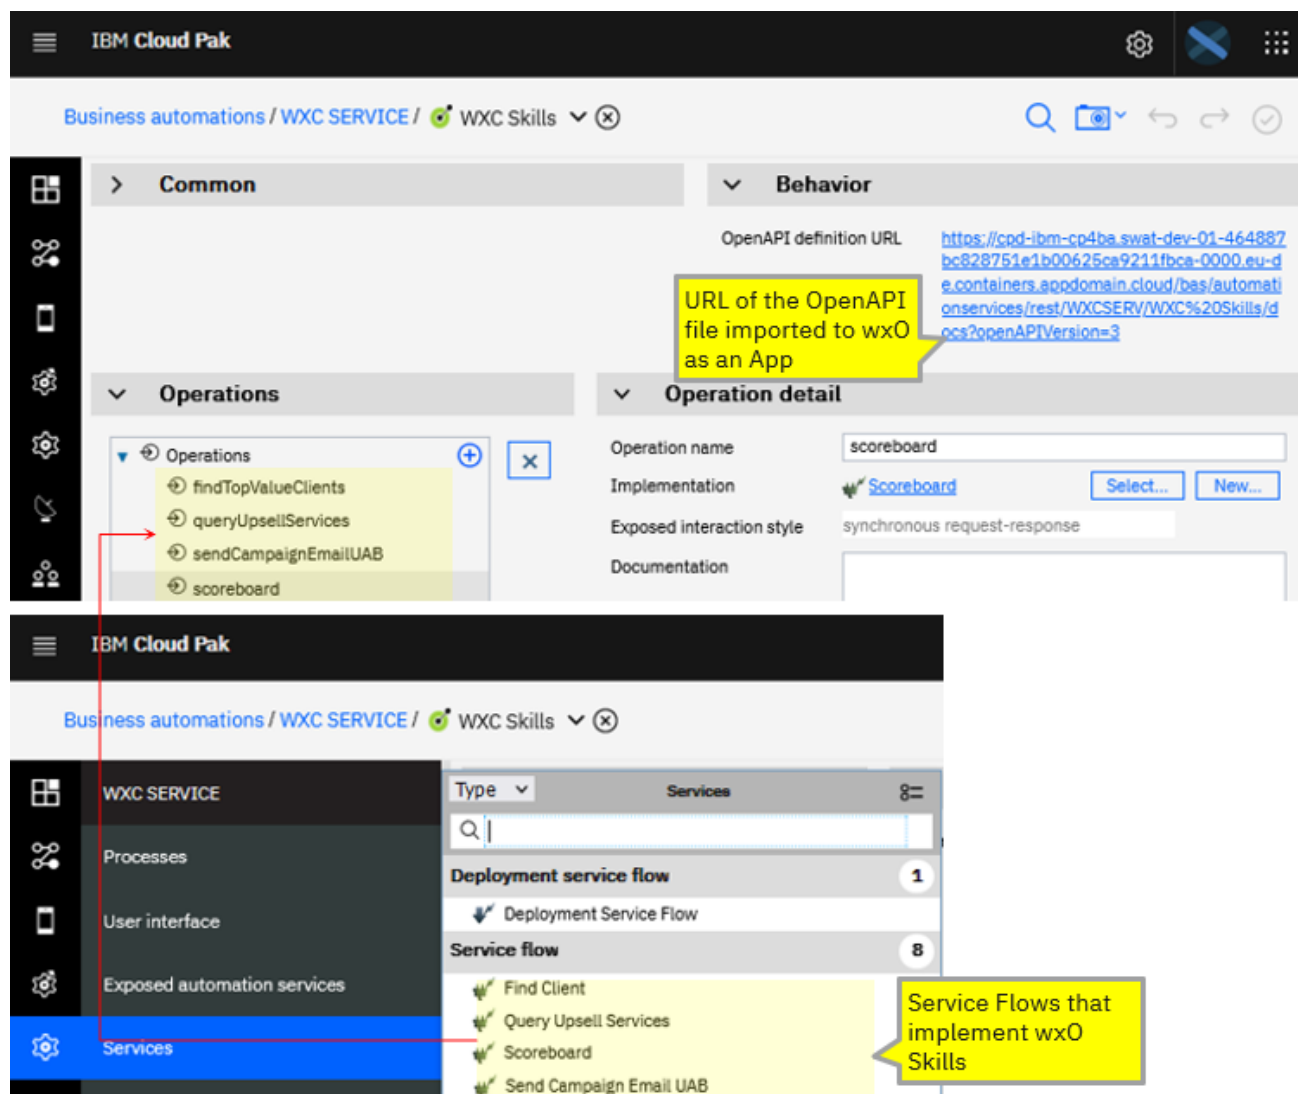 IBM Cloud Pak
Business automations / WXC SERVICE / WXC Skills
Common
Behavior
OpenAPI definition URL
https://cpd-ibm-cp4ba.swat-dev-01-464887
bc828751e1b00625ca9211fbca-0000.eu-d
e.containers.appdomain.cloud/bas/automati
onservices/rest/WXCSERV/WXC%20Skills/d
ocs?openAPIVersion=3
URL of the OpenAPI
file imported to wxO
as an App
Operations
Operation detail
Operations
findTopValueClients
queryUpsellServices
sendCampaignEmailUAB
scoreboard
Operation name
scoreboard
Implementation
Scoreboard
Select...
New...
Exposed interaction style
synchronous request-response
Documentation
IBM Cloud Pak
Business automations / WXC SERVICE / WXC Skills
WXC SERVICE
Processes
User interface
Exposed automation services
Services
Type
Services
Deployment service flow
1
Deployment Service Flow
Service flow
8
Find Client
Query Upsell Services
Scoreboard
Send Campaign Email UAB
Service Flows that
implement wxO
Skills